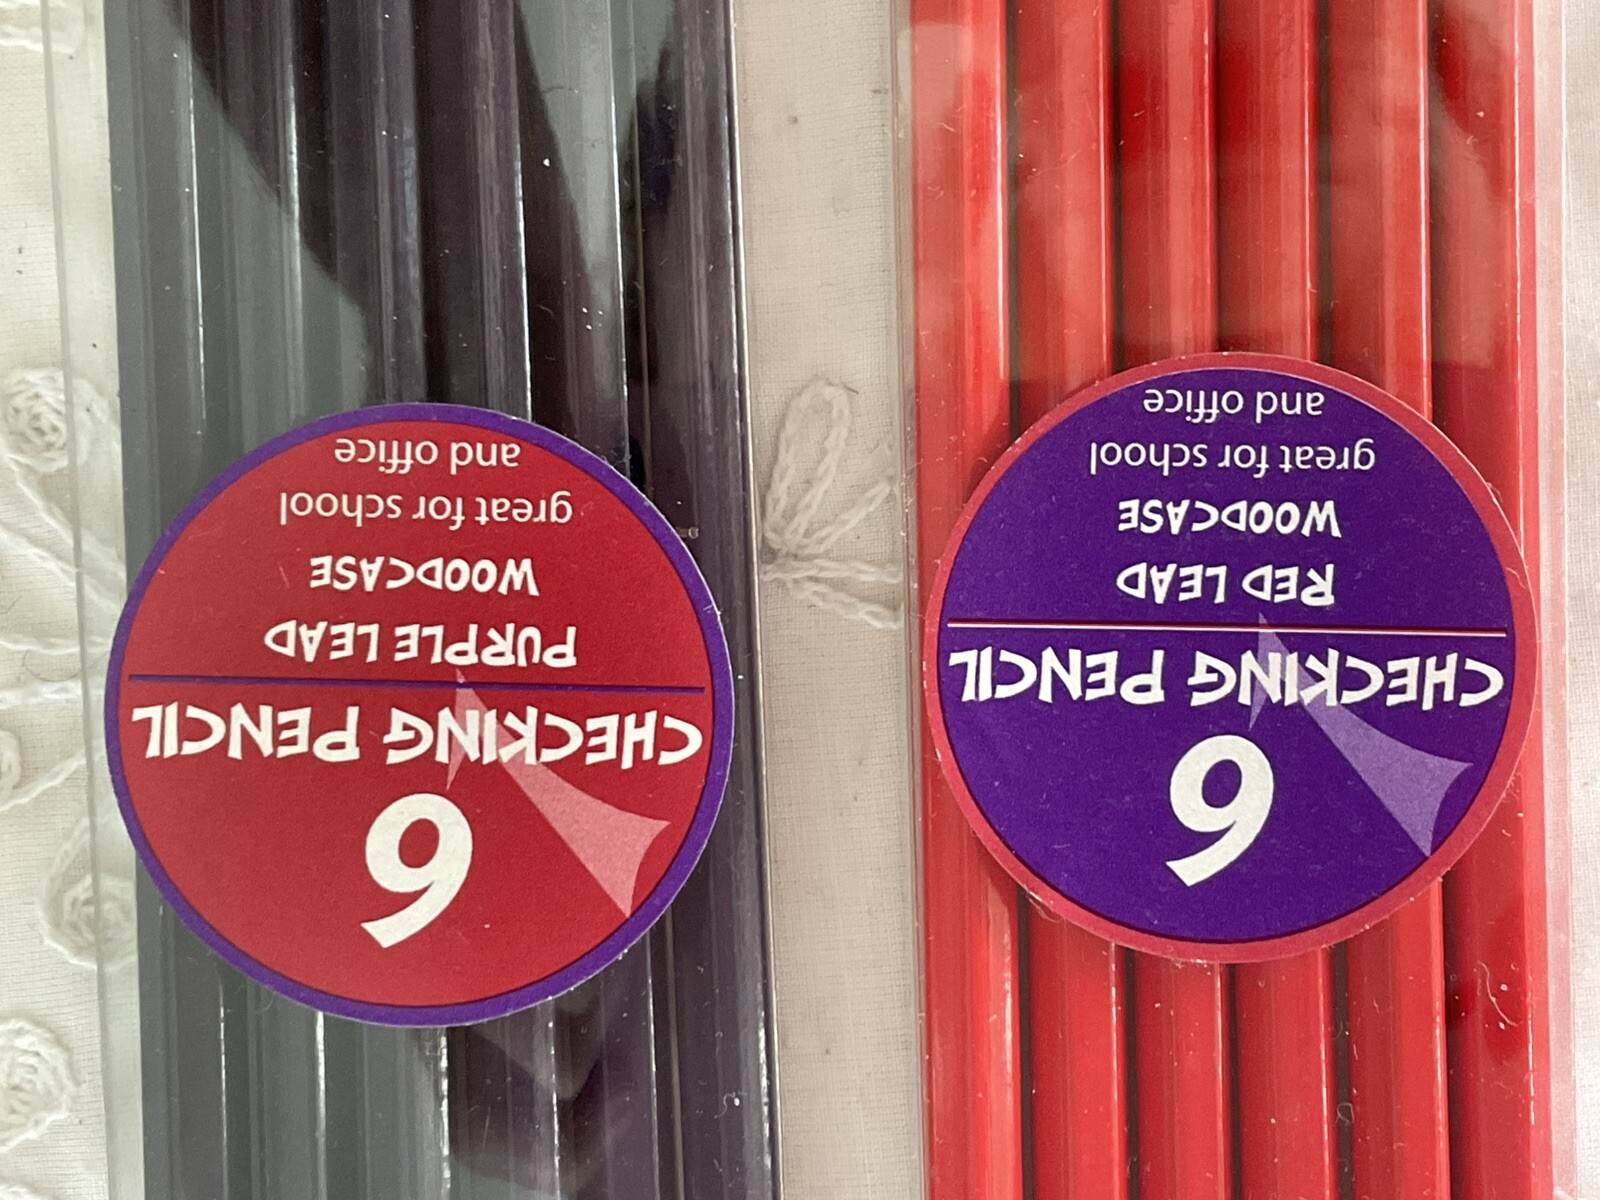 6
CHECKING PENCIL
RED LEAD
WOODCASE
great for school
and office
6
CHECKING PENCIL
PURPLE LEAD
WOODCASE
great for school
and office